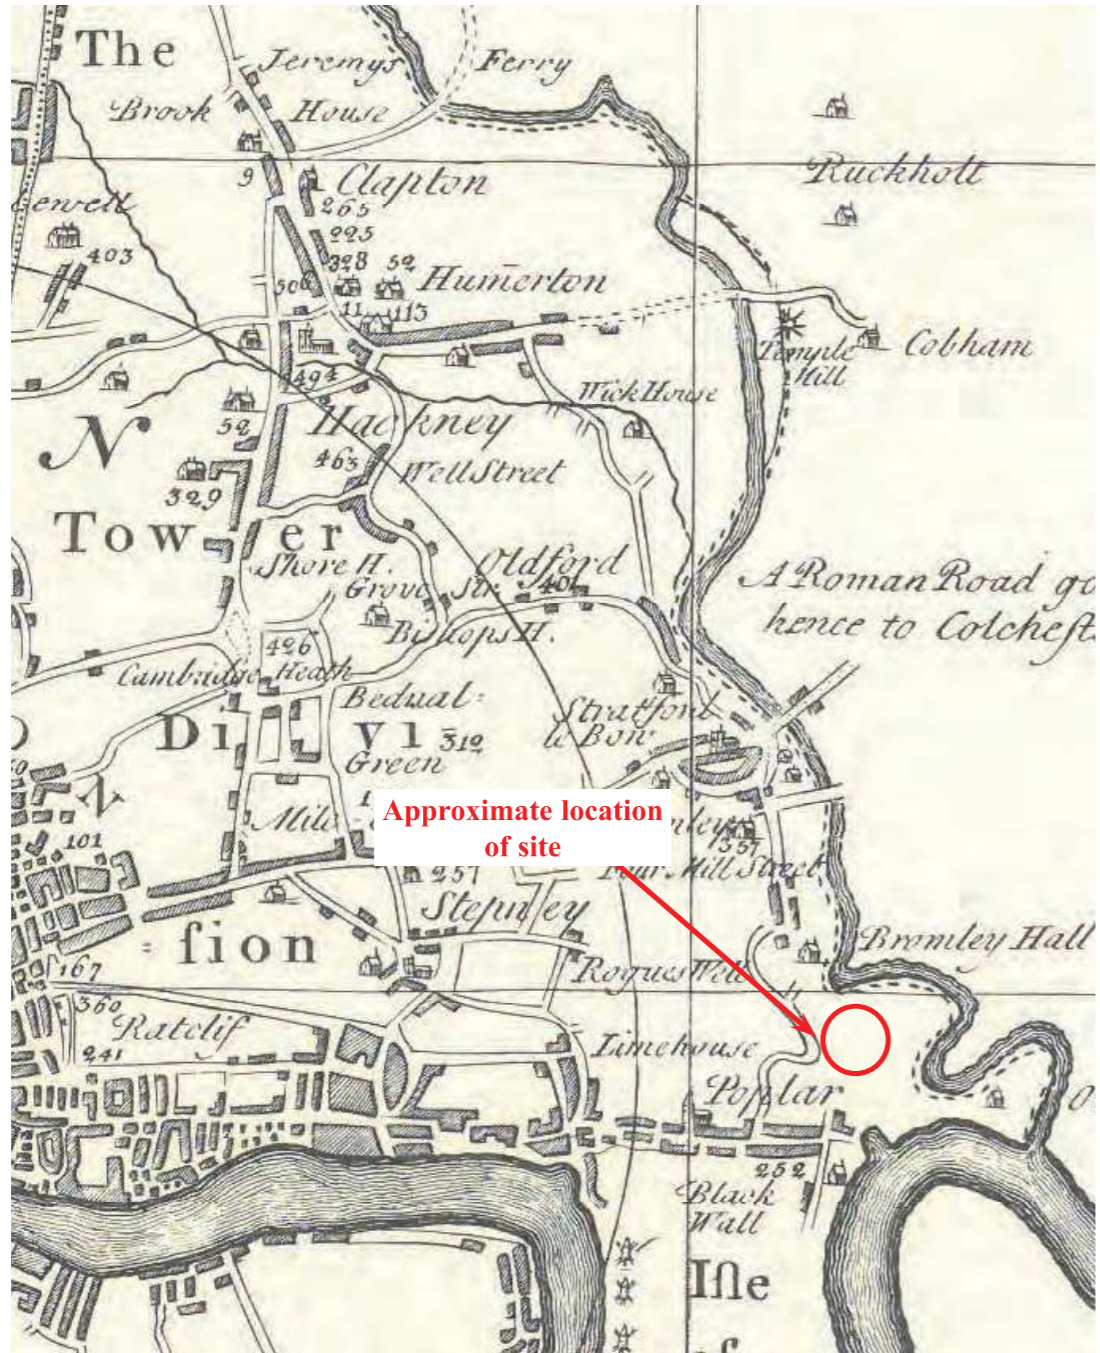 The
Jeremys Ferry
Brook House
9
Clapton
Ruckholt
265
225
403
328
52
Humerton
11
113
Temple
Mill
Cobham
494
Wick House
52
Hackney
N
463
Well Street
329
Tower
Shore H.
Oldford
Grove Str.
401
A Roman Road go
hence to Colchest
Bishops H.
426
Cambridge Heath
Bednal=
Stratford
le Bow
Di
vi
312
Green
N
Mile
Approximate location
of site
101
257
Four Mill Street
Stepney
=
sion
Bromley Hall
167
Rogues Well
360
Ratclif
241
Limehouse
Poplar
252
Black
Wall
Isle